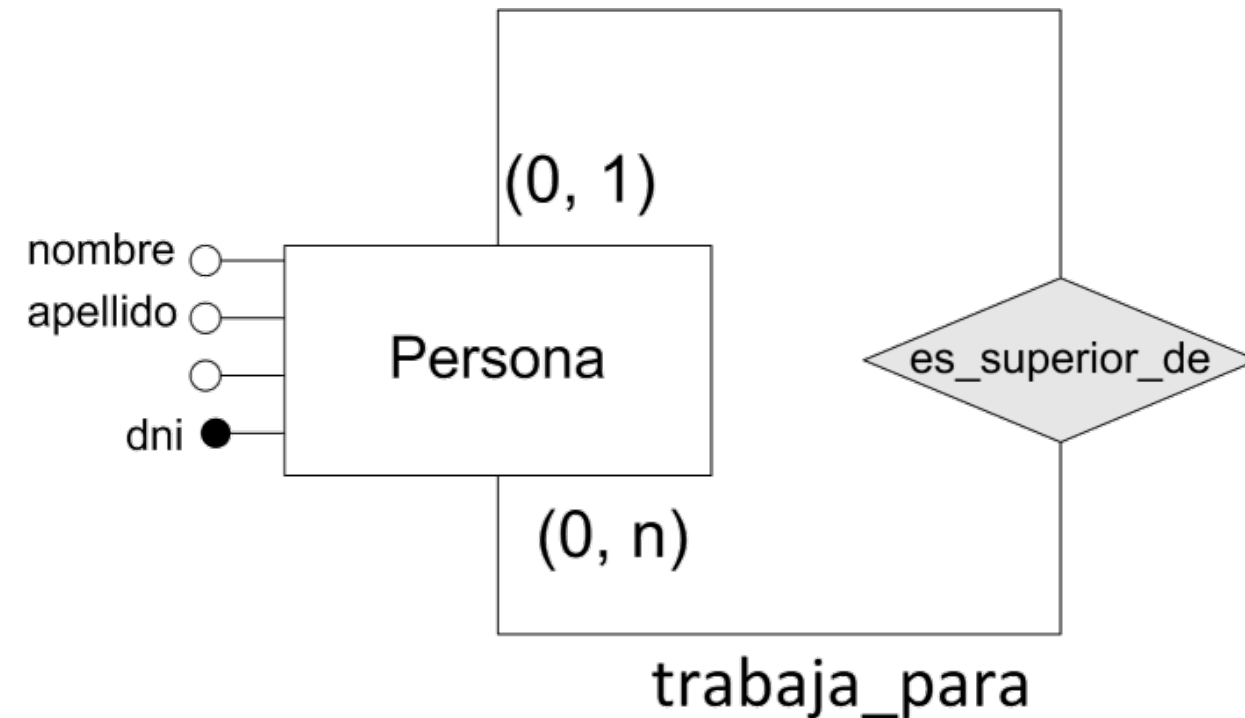 (0, 1)
nombre
apellido
Persona
es_superior_de
dni
(0, n)
trabaja_para